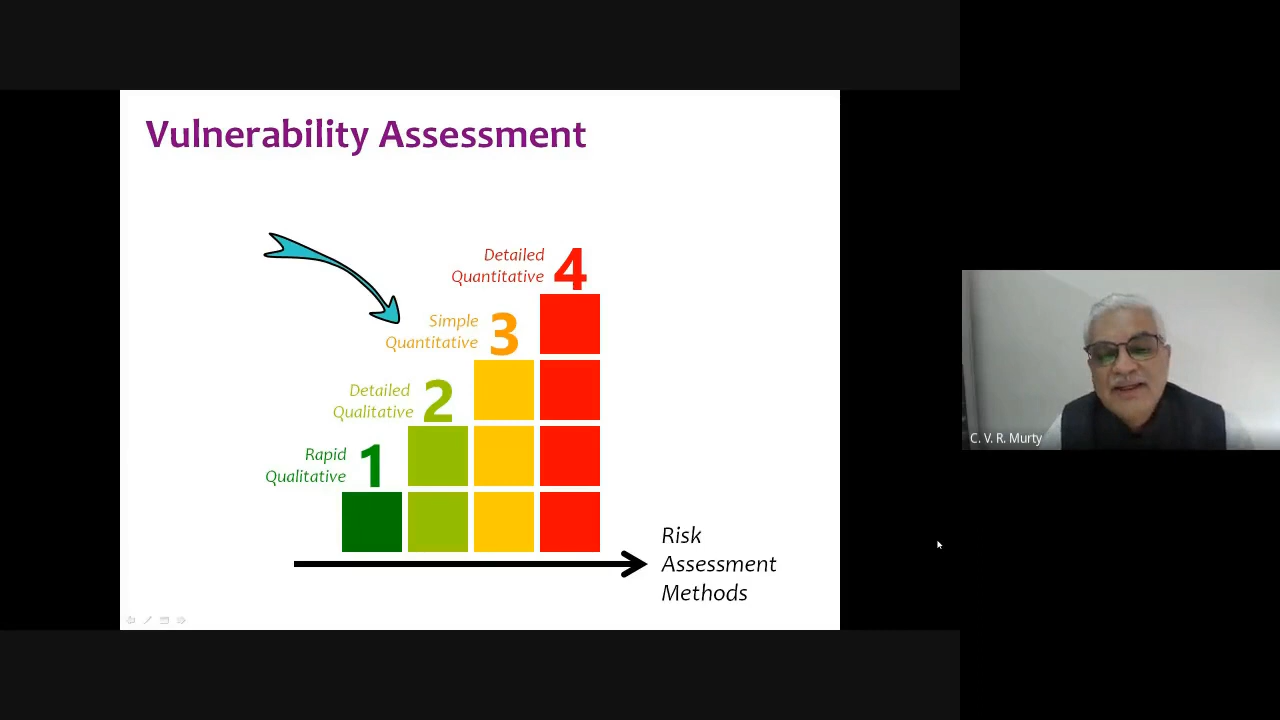 Vulnerability Assessment
Detailed
Quantitative 4
Simple
Quantitative 3
Detailed
Qualitative 2
Rapid
Qualitative 1
Risk
Assessment
Methods
C. V. R. Murty